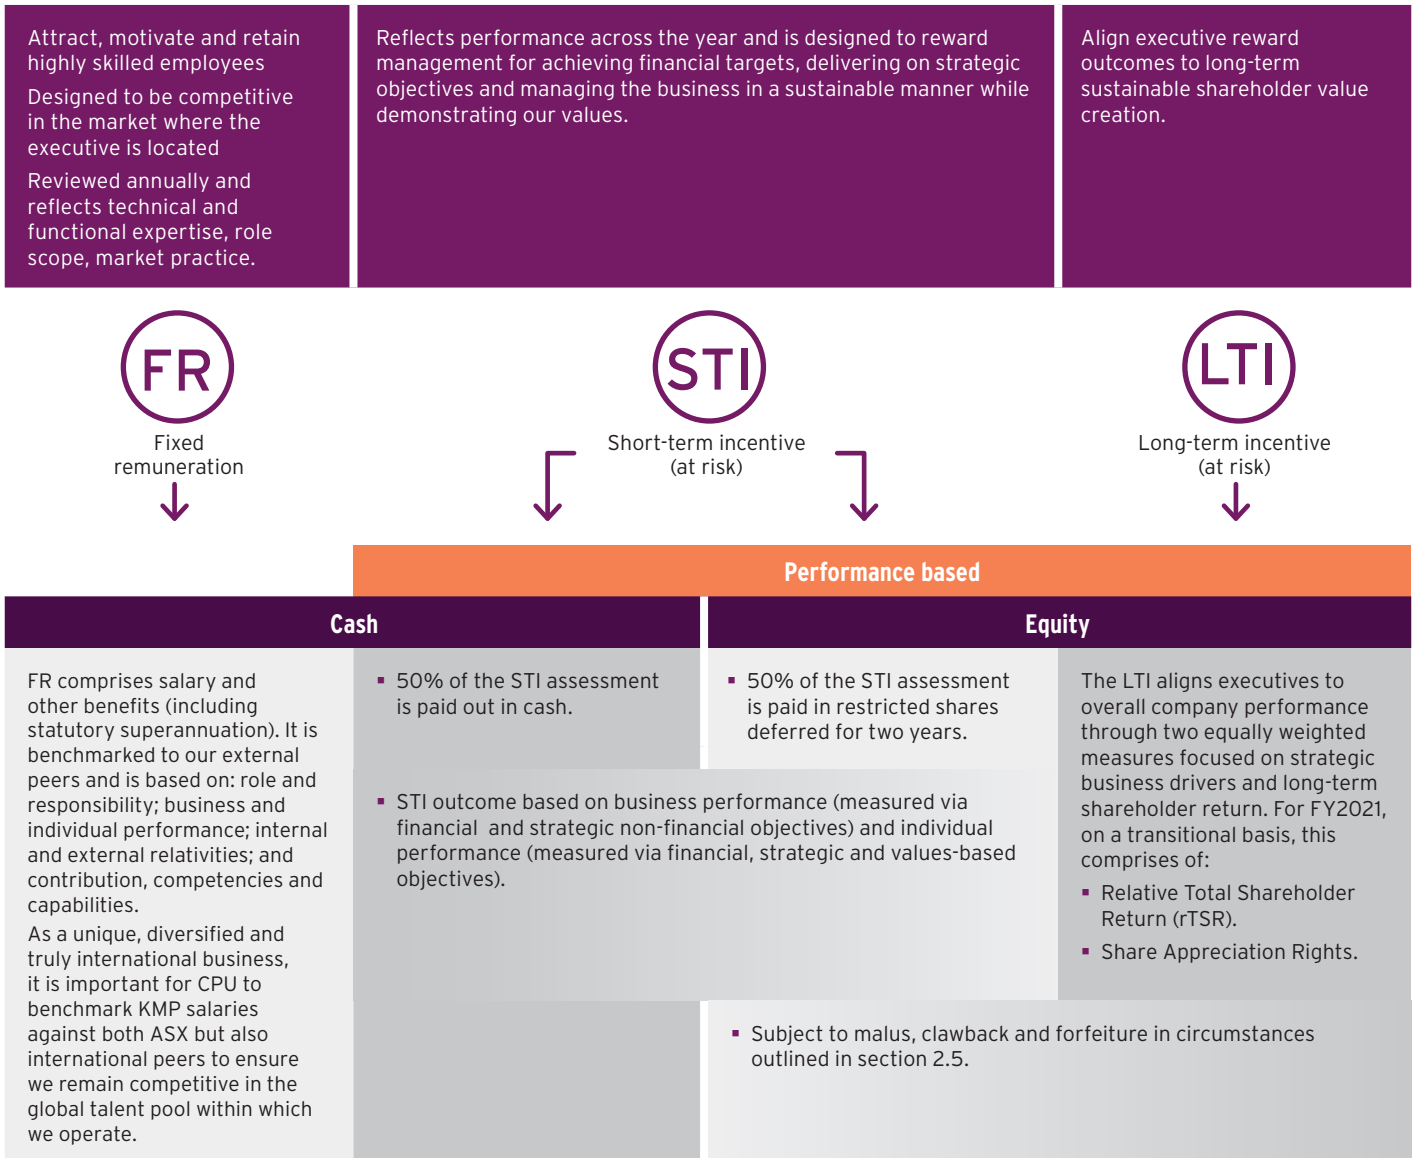 Attract, motivate and retain
highly skilled employees
Designed to be competitive
in the market where the
executive is located
Reviewed annually and
reflects technical and
functional expertise, role
scope, market practice.
Reflects performance across the year and is designed to reward
management for achieving financial targets, delivering on strategic
objectives and managing the business in a sustainable manner while
demonstrating our values.
Align executive reward
outcomes to long-term
sustainable shareholder value
creation.
FR
Fixed
remuneration
STI
Short-term incentive
(at risk)
LTI
Long-term incentive
(at risk)
Performance based
Cash
Equity
FR comprises salary and
other benefits (including
statutory superannuation). It is
benchmarked to our external
peers and is based on: role and
responsibility; business and
individual performance; internal
and external relativities; and
contribution, competencies and
capabilities.
As a unique, diversified and
truly international business,
it is important for CPU to
benchmark KMP salaries
against both ASX but also
international peers to ensure
we remain competitive in the
global talent pool within which
we operate.
▪ 50% of the STI assessment
is paid out in cash.
▪ 50% of the STI assessment
is paid in restricted shares
deferred for two years.
▪ STI outcome based on business performance (measured via
financial and strategic non-financial objectives) and individual
performance (measured via financial, strategic and values-based
objectives).
The LTI aligns executives to
overall company performance
through two equally weighted
measures focused on strategic
business drivers and long-term
shareholder return. For FY2021,
on a transitional basis, this
comprises of:
▪ Relative Total Shareholder
Return (rTSR).
▪ Share Appreciation Rights.
▪ Subject to malus, clawback and forfeiture in circumstances
outlined in section 2.5.